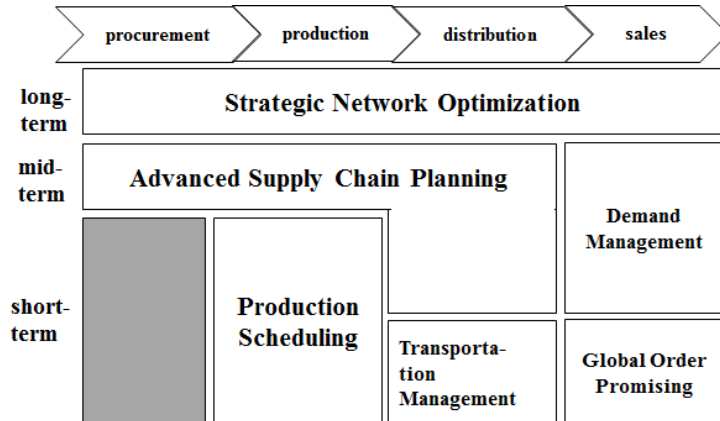 procurement
production
distribution
sales
long-
term
Strategic Network Optimization
mid-
term
Advanced Supply Chain Planning
Demand
Management
short-
term
Production
Scheduling
Transporta-
tion
Management
Global Order
Promising